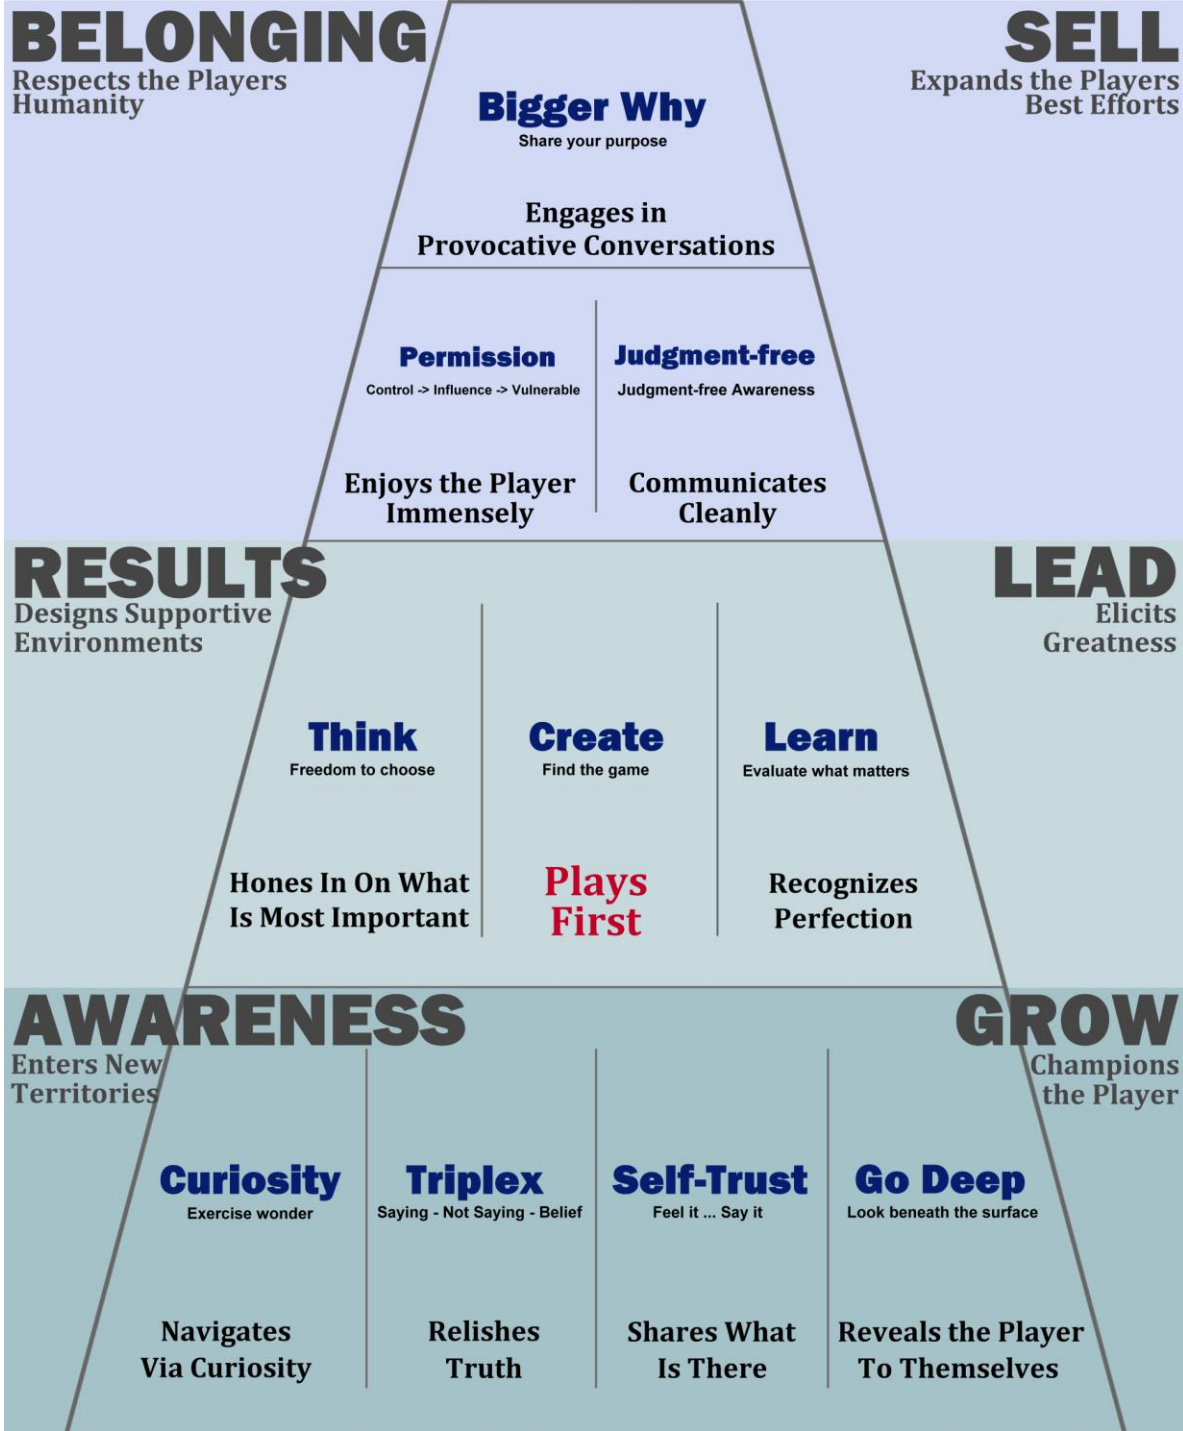 BELONGING
Respects the Players
Humanity
SELL
Expands the Players
Best Efforts
Bigger Why
Share your purpose
Engages in
Provocative Conversations
Permission
Control -> Influence -> Vulnerable
Enjoys the Player
Immensely
Judgment-free
Judgment-free Awareness
Communicates
Cleanly
RESULTS
Designs Supportive
Environments
LEAD
Elicits
Greatness
Think
Freedom to choose
Hones In On What
Is Most Important
Create
Find the game
Plays
First
Learn
Evaluate what matters
Recognizes
Perfection
AWARENESS
Enters New
Territories
GROW
Champions
the Player
Curiosity
Exercise wonder
Navigates
Via Curiosity
Triplex
Saying - Not Saying - Belief
Relishes
Truth
Self-Trust
Feel it ... Say it
Shares What
Is There
Go Deep
Look beneath the surface
Reveals the Player
To Themselves